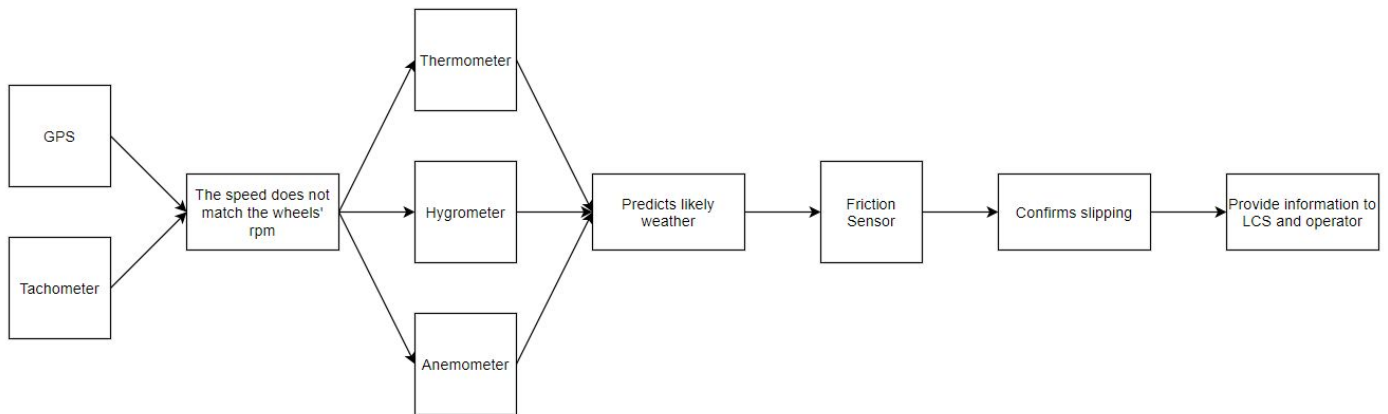 GPS
Tachometer
The speed does not
match the wheels'
rpm
Thermometer
Hygrometer
Anemometer
Predicts likely
weather
Friction
Sensor
Confirms slipping
Provide information to
LCS and operator